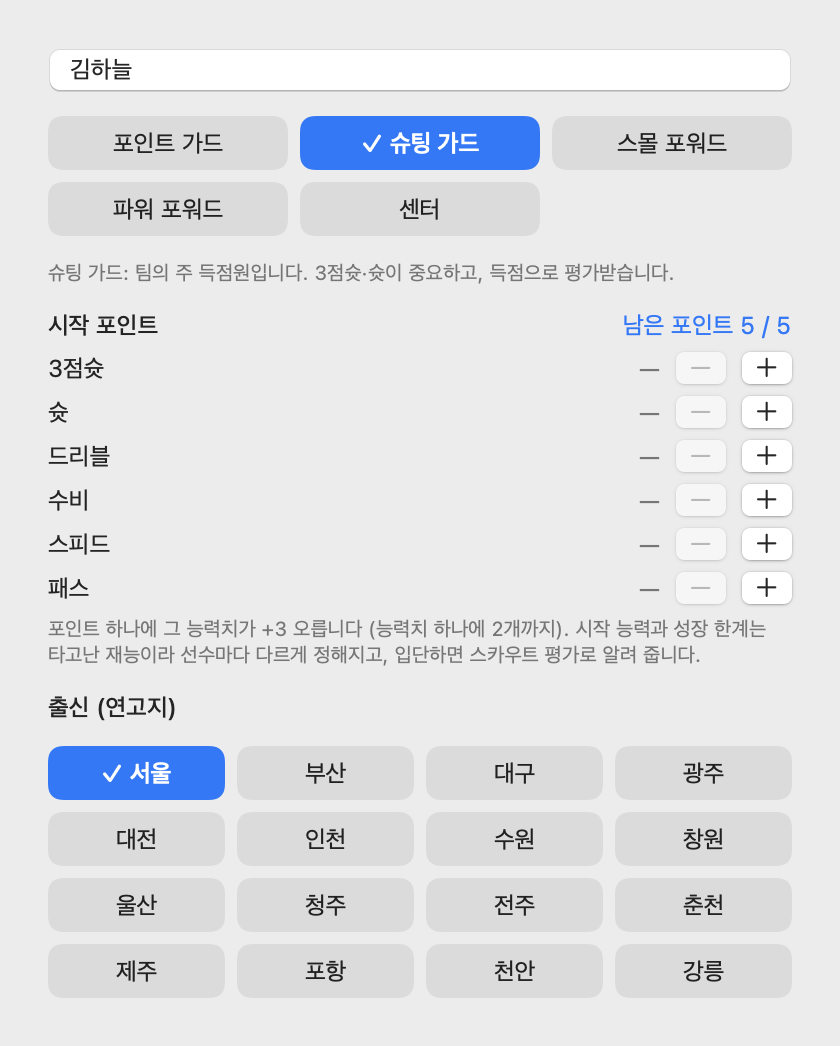 김하늘
포인트 가드
✓ 슈팅 가드
스몰 포워드
파워 포워드
센터
슈팅 가드: 팀의 주 득점원입니다. 3점슛·슛이 중요하고, 득점으로 평가받습니다.
시작 포인트 남은 포인트 5 / 5
3점슛 — — +
슛 — — +
드리블 — — +
수비 — — +
스피드 — — +
패스 — — +
포인트 하나에 그 능력치가 +3 오릅니다 (능력치 하나에 2개까지). 시작 능력과 성장 한계는
타고난 재능이라 선수마다 다르게 정해지고, 입단하면 스카우트 평가로 알려 줍니다.
출신 (연고지)
✓ 서울 부산 대구 광주
대전 인천 수원 창원
울산 청주 전주 춘천
제주 포항 천안 강릉